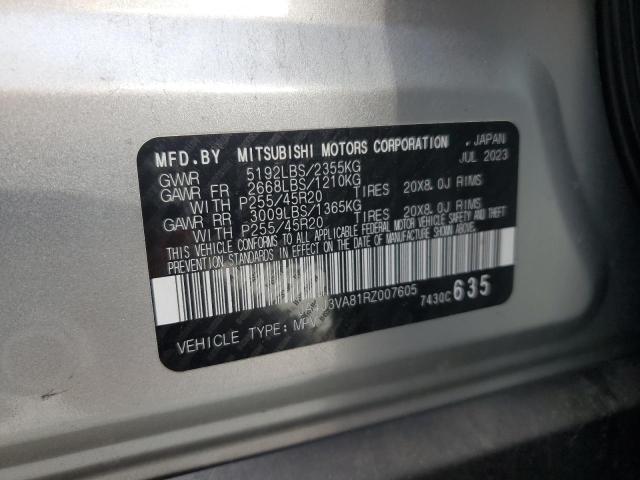 MFD.BY MITSUBISHI MOTORS CORPORATION JAPAN
GVWR 5192LBS/2355KG JUL 2023
GAWR FR 2668LBS/1210KG
WITH P255/45R20 TIRES 20X8.0J RIMS
GAWR RR 3009LBS/1365KG
WITH P255/45R20 TIRES 20X8.0J RIMS
THIS VEHICLE CONFORMS TO ALL APPLICABLE FEDERAL MOTOR VEHICLE SAFETY AND THEFT
PREVENTION STANDARDS IN EFFECT ON THE DATE OF MANUFACTURE SHOWN ABOVE.
3VA81RZ007605 7430C 635
VEHICLE TYPE: MPV